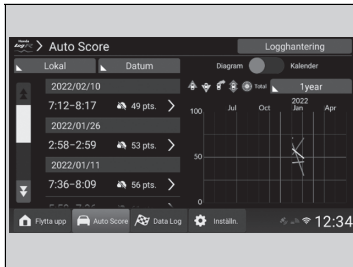 Honda
Log R > Auto Score
Logghantering
Lokal
Datum
Diagram
Kalender
2022/02/10
7:12-8:17 49 pts.
2022/01/26
2:58-2:59 53 pts.
2022/01/11
7:36-8:09 56 pts.
Total
1year
100
Jul
Oct
2022
Jan
Apr
50
0
Flytta upp
Auto Score
Data Log
Inställn.
12:34